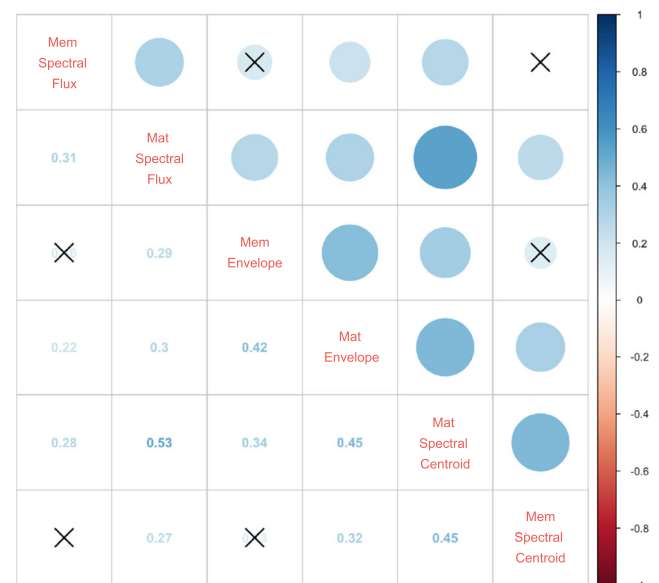 Mem
Spectral
Flux
1
0.8
0.31
Mat
Spectral
Flux
0.6
0.4
0.29
Mem
Envelope
0.2
0
0.22
0.3
0.42
Mat
Envelope
-0.2
-0.4
0.28
0.53
0.34
0.45
Mat
Spectral
Centroid
-0.6
0.27
0.32
0.45
Mem
Spectral
Centroid
-0.8